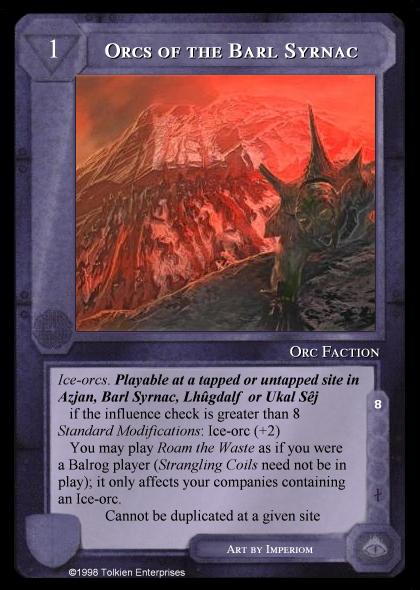 1
ORCS OF THE BARL SYRNAC
ORC FACTION
Ice-orcs. Playable at a tapped or untapped site in
Azjan, Barl Syrnac, Lhûgdalf or Ukal Sêj
if the influence check is greater than 8
Standard Modifications: Ice-orc (+2)
You may play Roam the Waste as if you were
a Balrog player (Strangling Coils need not be in
play); it only affects your companies containing
an Ice-orc.
Cannot be duplicated at a given site
8
ART BY IMPERIOM
©1998 Tolkien Enterprises